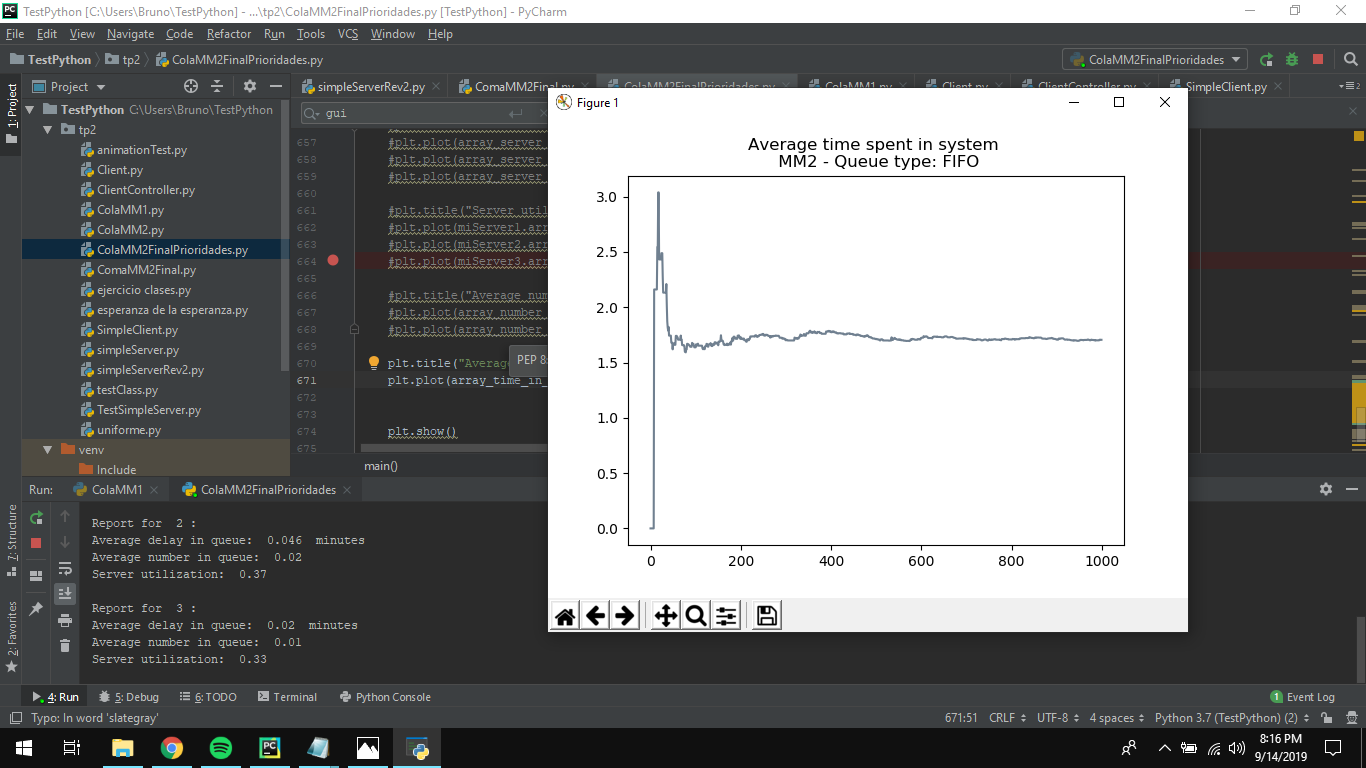 TestPython [C:\Users\Bruno\TestPython] - ...\tp2\ColaMM2FinalPrioridades.py [TestPython] - PyCharm
File Edit View Navigate Code Refactor Run Tools VCS Window Help
TestPython tp2 ColaMM2FinalPrioridades.py
ColaMM2FinalPrioridades
Project
simpleServerRev2.py
ComaMM2Final.py
ColaMM2FinalPrioridades.py
ColaMM1.py
Client.py
ClientController.py
SimpleClient.py
1: Project
TestPython C:\Users\Bruno\TestPython
tp2
animationTest.py
Client.py
ClientController.py
ColaMM1.py
ColaMM2.py
ColaMM2FinalPrioridades.py
ComaMM2Final.py
ejercicio clases.py
esperanza de la esperanza.py
SimpleClient.py
simpleServer.py
simpleServerRev2.py
testClass.py
TestSimpleServer.py
uniforme.py
venv
Include
gui
657 #plt.plot(array_server_
658 #plt.plot(array_server_
659 #plt.plot(array_server_
660
661 #plt.title("Server util
662 #plt.plot(miServer1.arr
663 #plt.plot(miServer2.arr
664 #plt.plot(miServer3.arr
665
666 #plt.title("Average num
667 #plt.plot(array_number_
668 #plt.plot(array_number_
669
670 plt.title("Averag
PEP 8:
671 plt.plot(array_time_in_
672
673
674 plt.show()
675
main()
Figure 1
Average time spent in system
MM2 - Queue type: FIFO
3.0
2.5
2.0
1.5
1.0
0.5
0.0
0 200 400 600 800 1000
Run: ColaMM1 ColaMM2FinalPrioridades
Report for 2 :
Average delay in queue: 0.046 minutes
Average number in queue: 0.02
Server utilization: 0.37
Report for 3 :
Average delay in queue: 0.02 minutes
Average number in queue: 0.01
Server utilization: 0.33
7: Structure
2: Favorites
4: Run 5: Debug 6: TODO Terminal Python Console
1 Event Log
Typo: In word 'slategray'
671:51 CRLF UTF-8 4 spaces Python 3.7 (TestPython) (2)
8:16 PM
9/14/2019